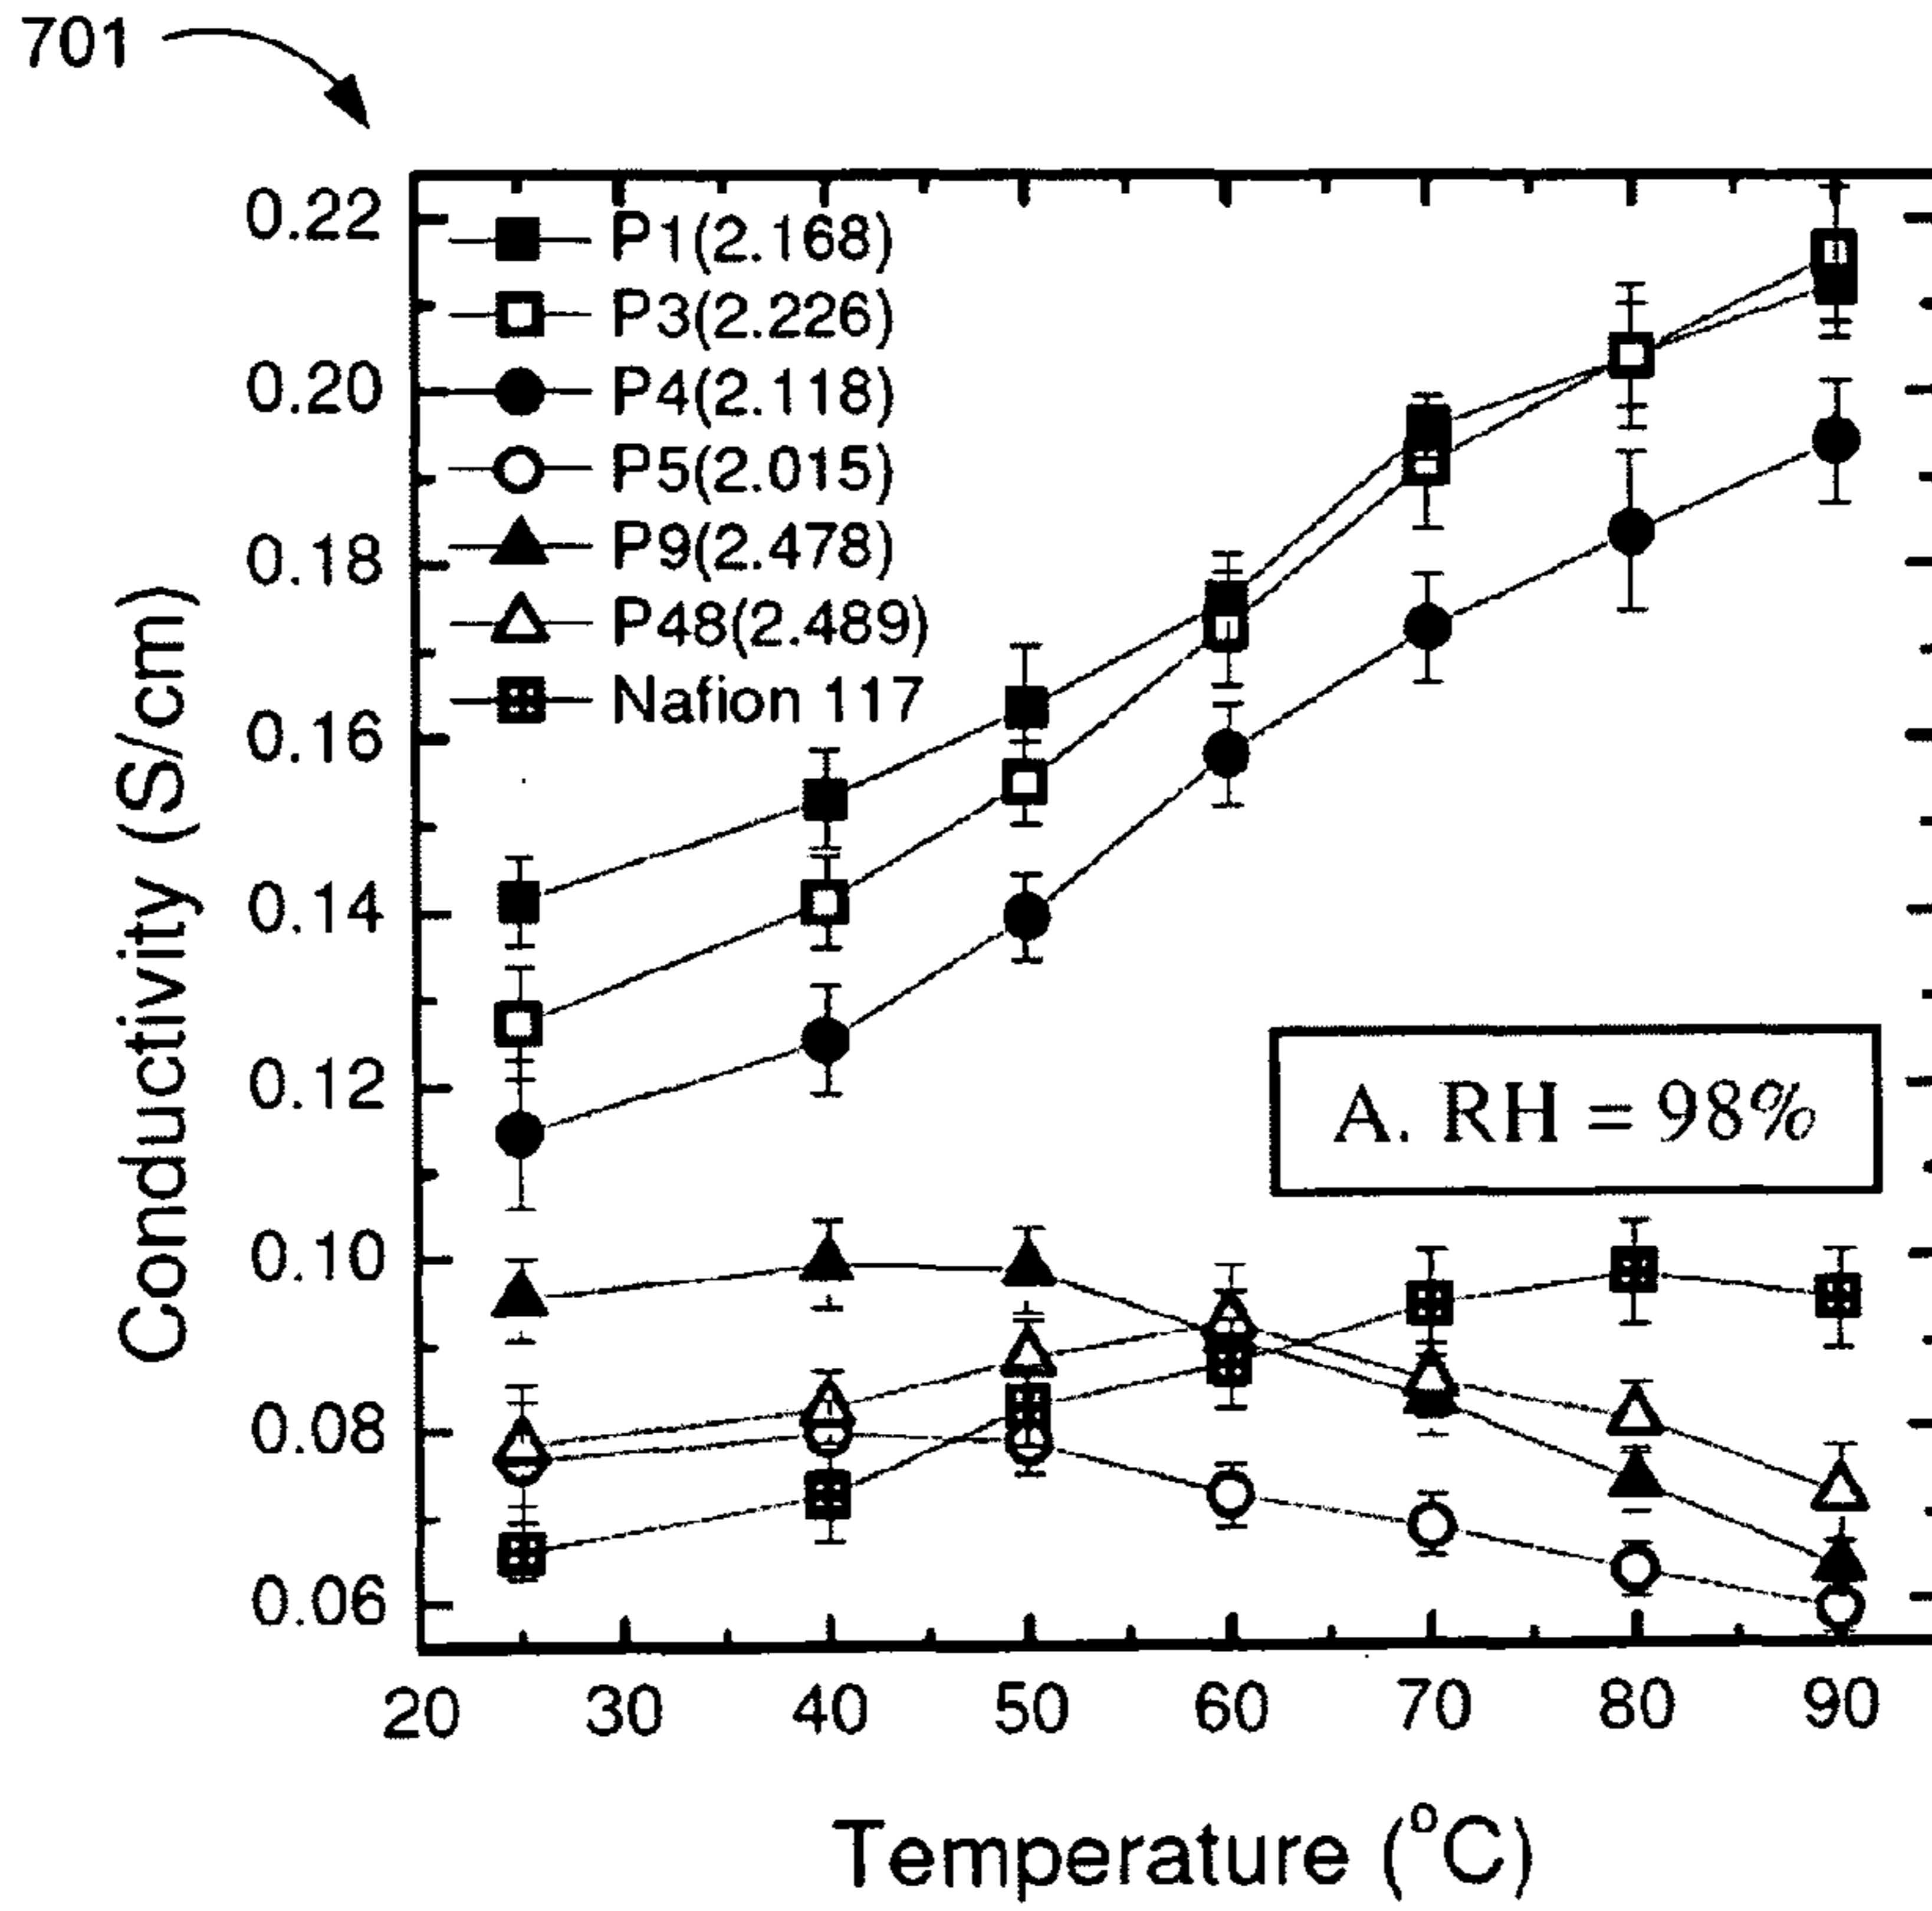 701
0.22
0.20
0.18
0.16
0.14
0.12
0.10
0.08
0.06
Conductivity (S/cm)
P1(2.168)
P3(2.226)
P4(2.118)
P5(2.015)
P9(2.478)
P48(2.489)
Nafion 117
A. RH = 98%
20 30 40 50 60 70 80 90
Temperature (°C)